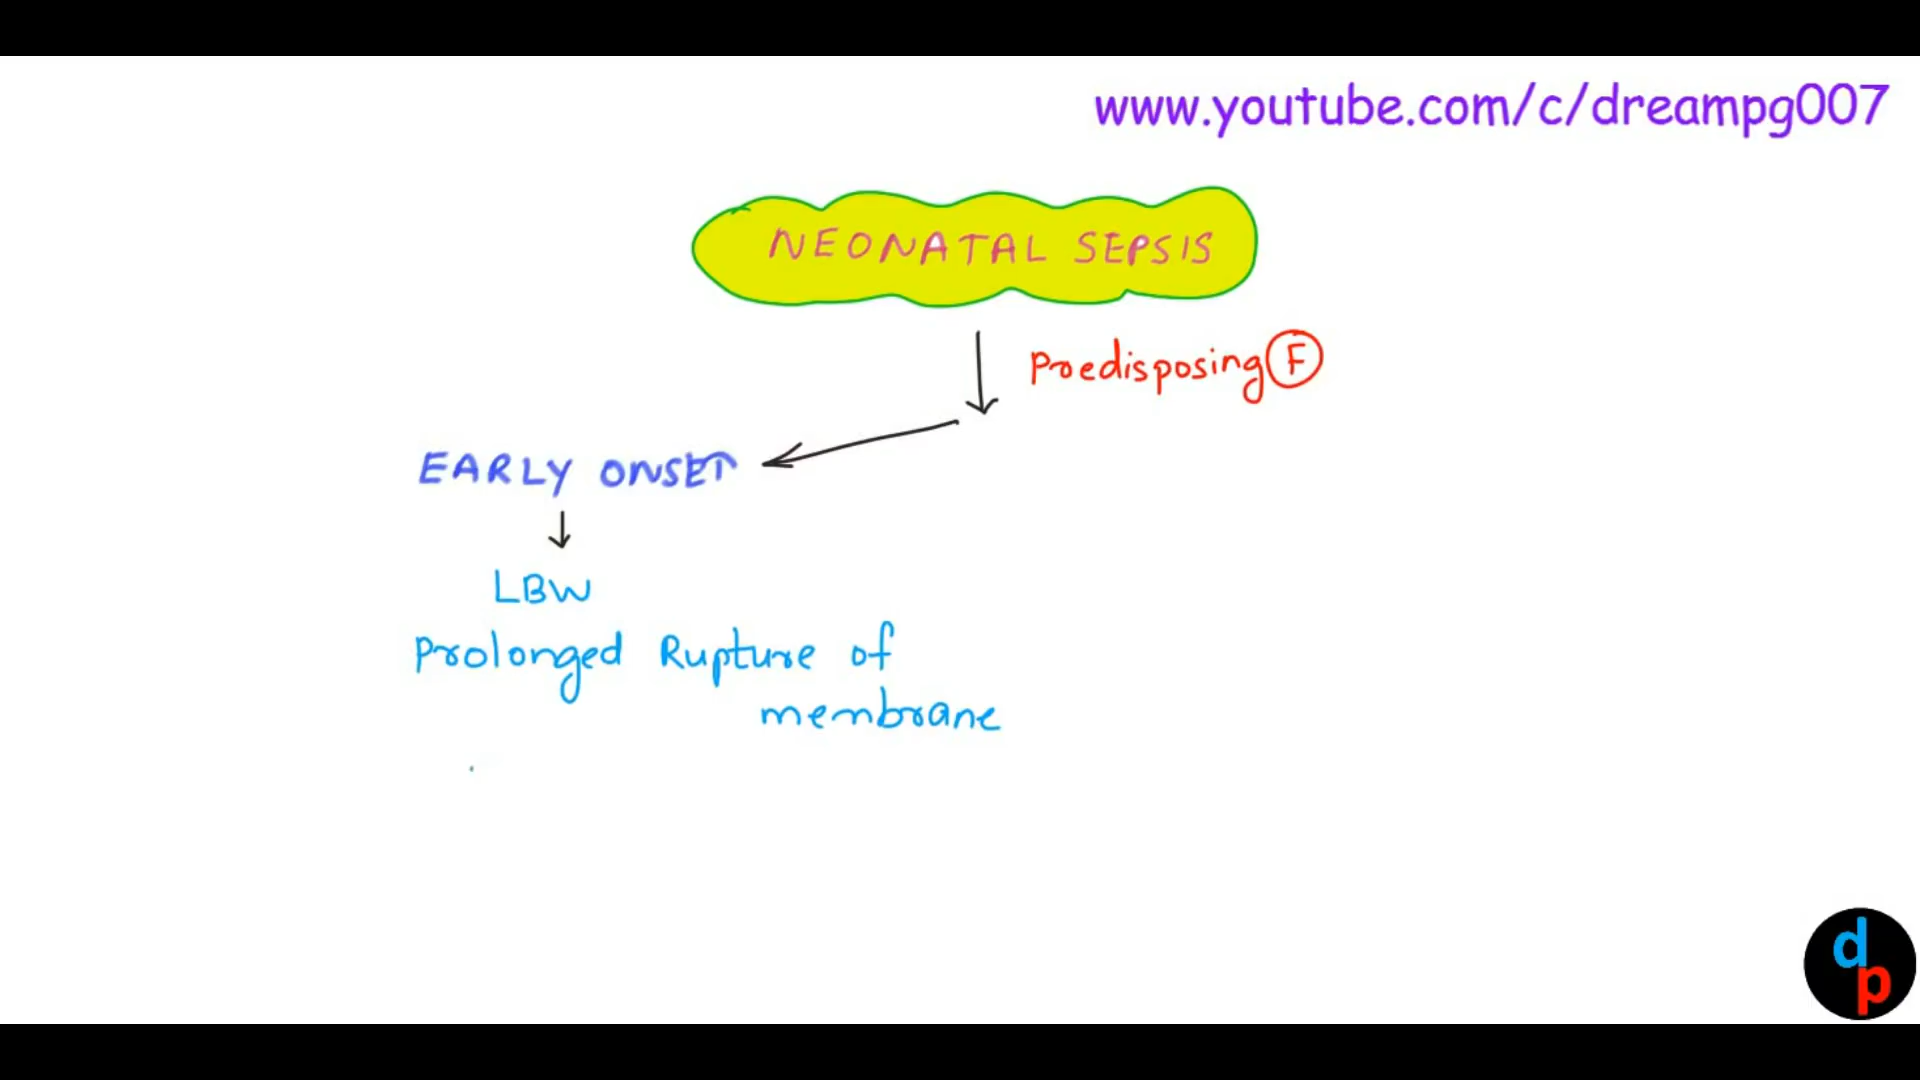 www.youtube.com/c/dreampg007
NEONATAL SEPSIS
Predisposing F
EARLY ONSET
LBW
Prolonged Rupture of
membrane
dp